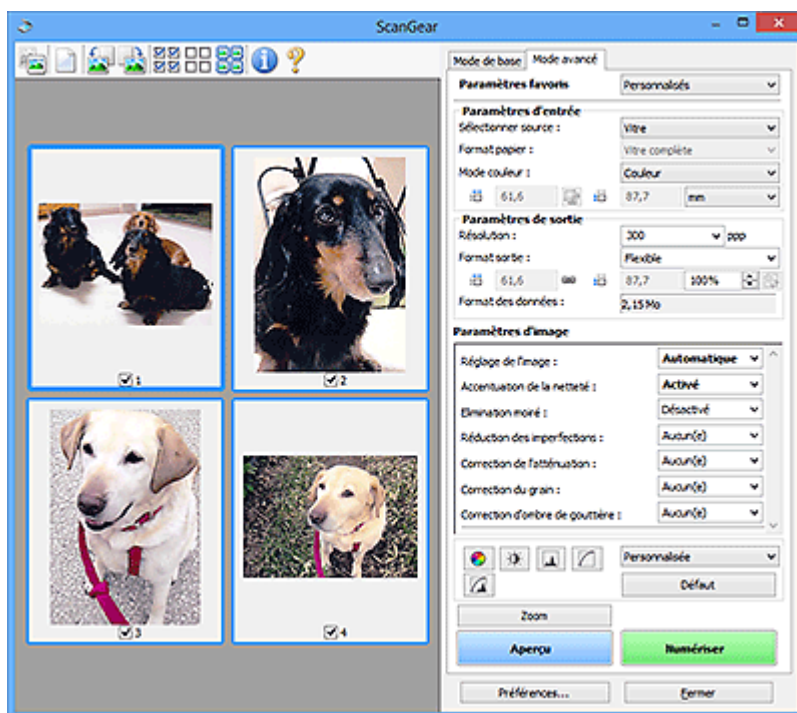 ScanGear
Mode de base Mode avancé
Paramètres favoris Personnalisés
Paramètres d'entrée
Sélectionner source : Vitre
Format papier : Vitre complète
Mode couleur : Couleur
61,6 87,7 mm
Paramètres de sortie
Résolution : 300 ppp
Format sortie : Flexible
61,6 87,7 100%
Format des données : 2,15 Mo
Paramètres d'image
Réglage de l'image : Automatique
Accentuation de la netteté : Activé
Elimination moiré : Désactivé
Réduction des imperfections : Aucun(e)
Correction de l'atténuation : Aucun(e)
Correction du grain : Aucun(e)
Correction d'ombre de gouttière : Aucun(e)
Personnalisée
Défaut
Zoom
Aperçu Numériser
Préférences... Fermer
1 2
3 4